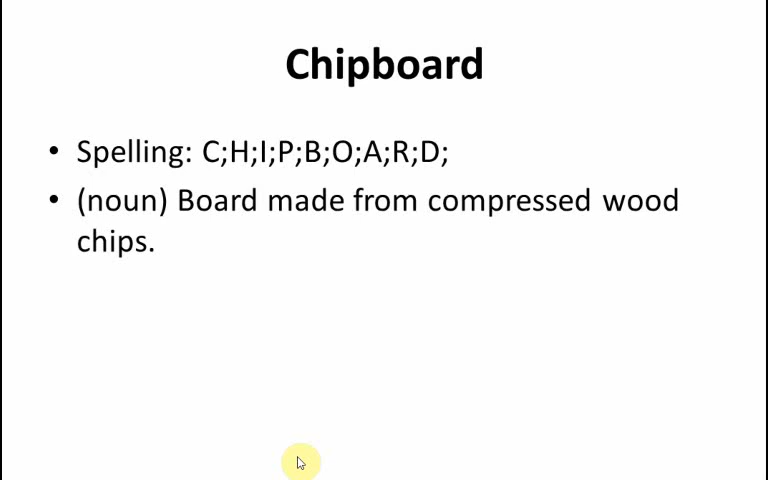 Chipboard
• Spelling: C;H;I;P;B;O;A;R;D;
• (noun) Board made from compressed wood
chips.